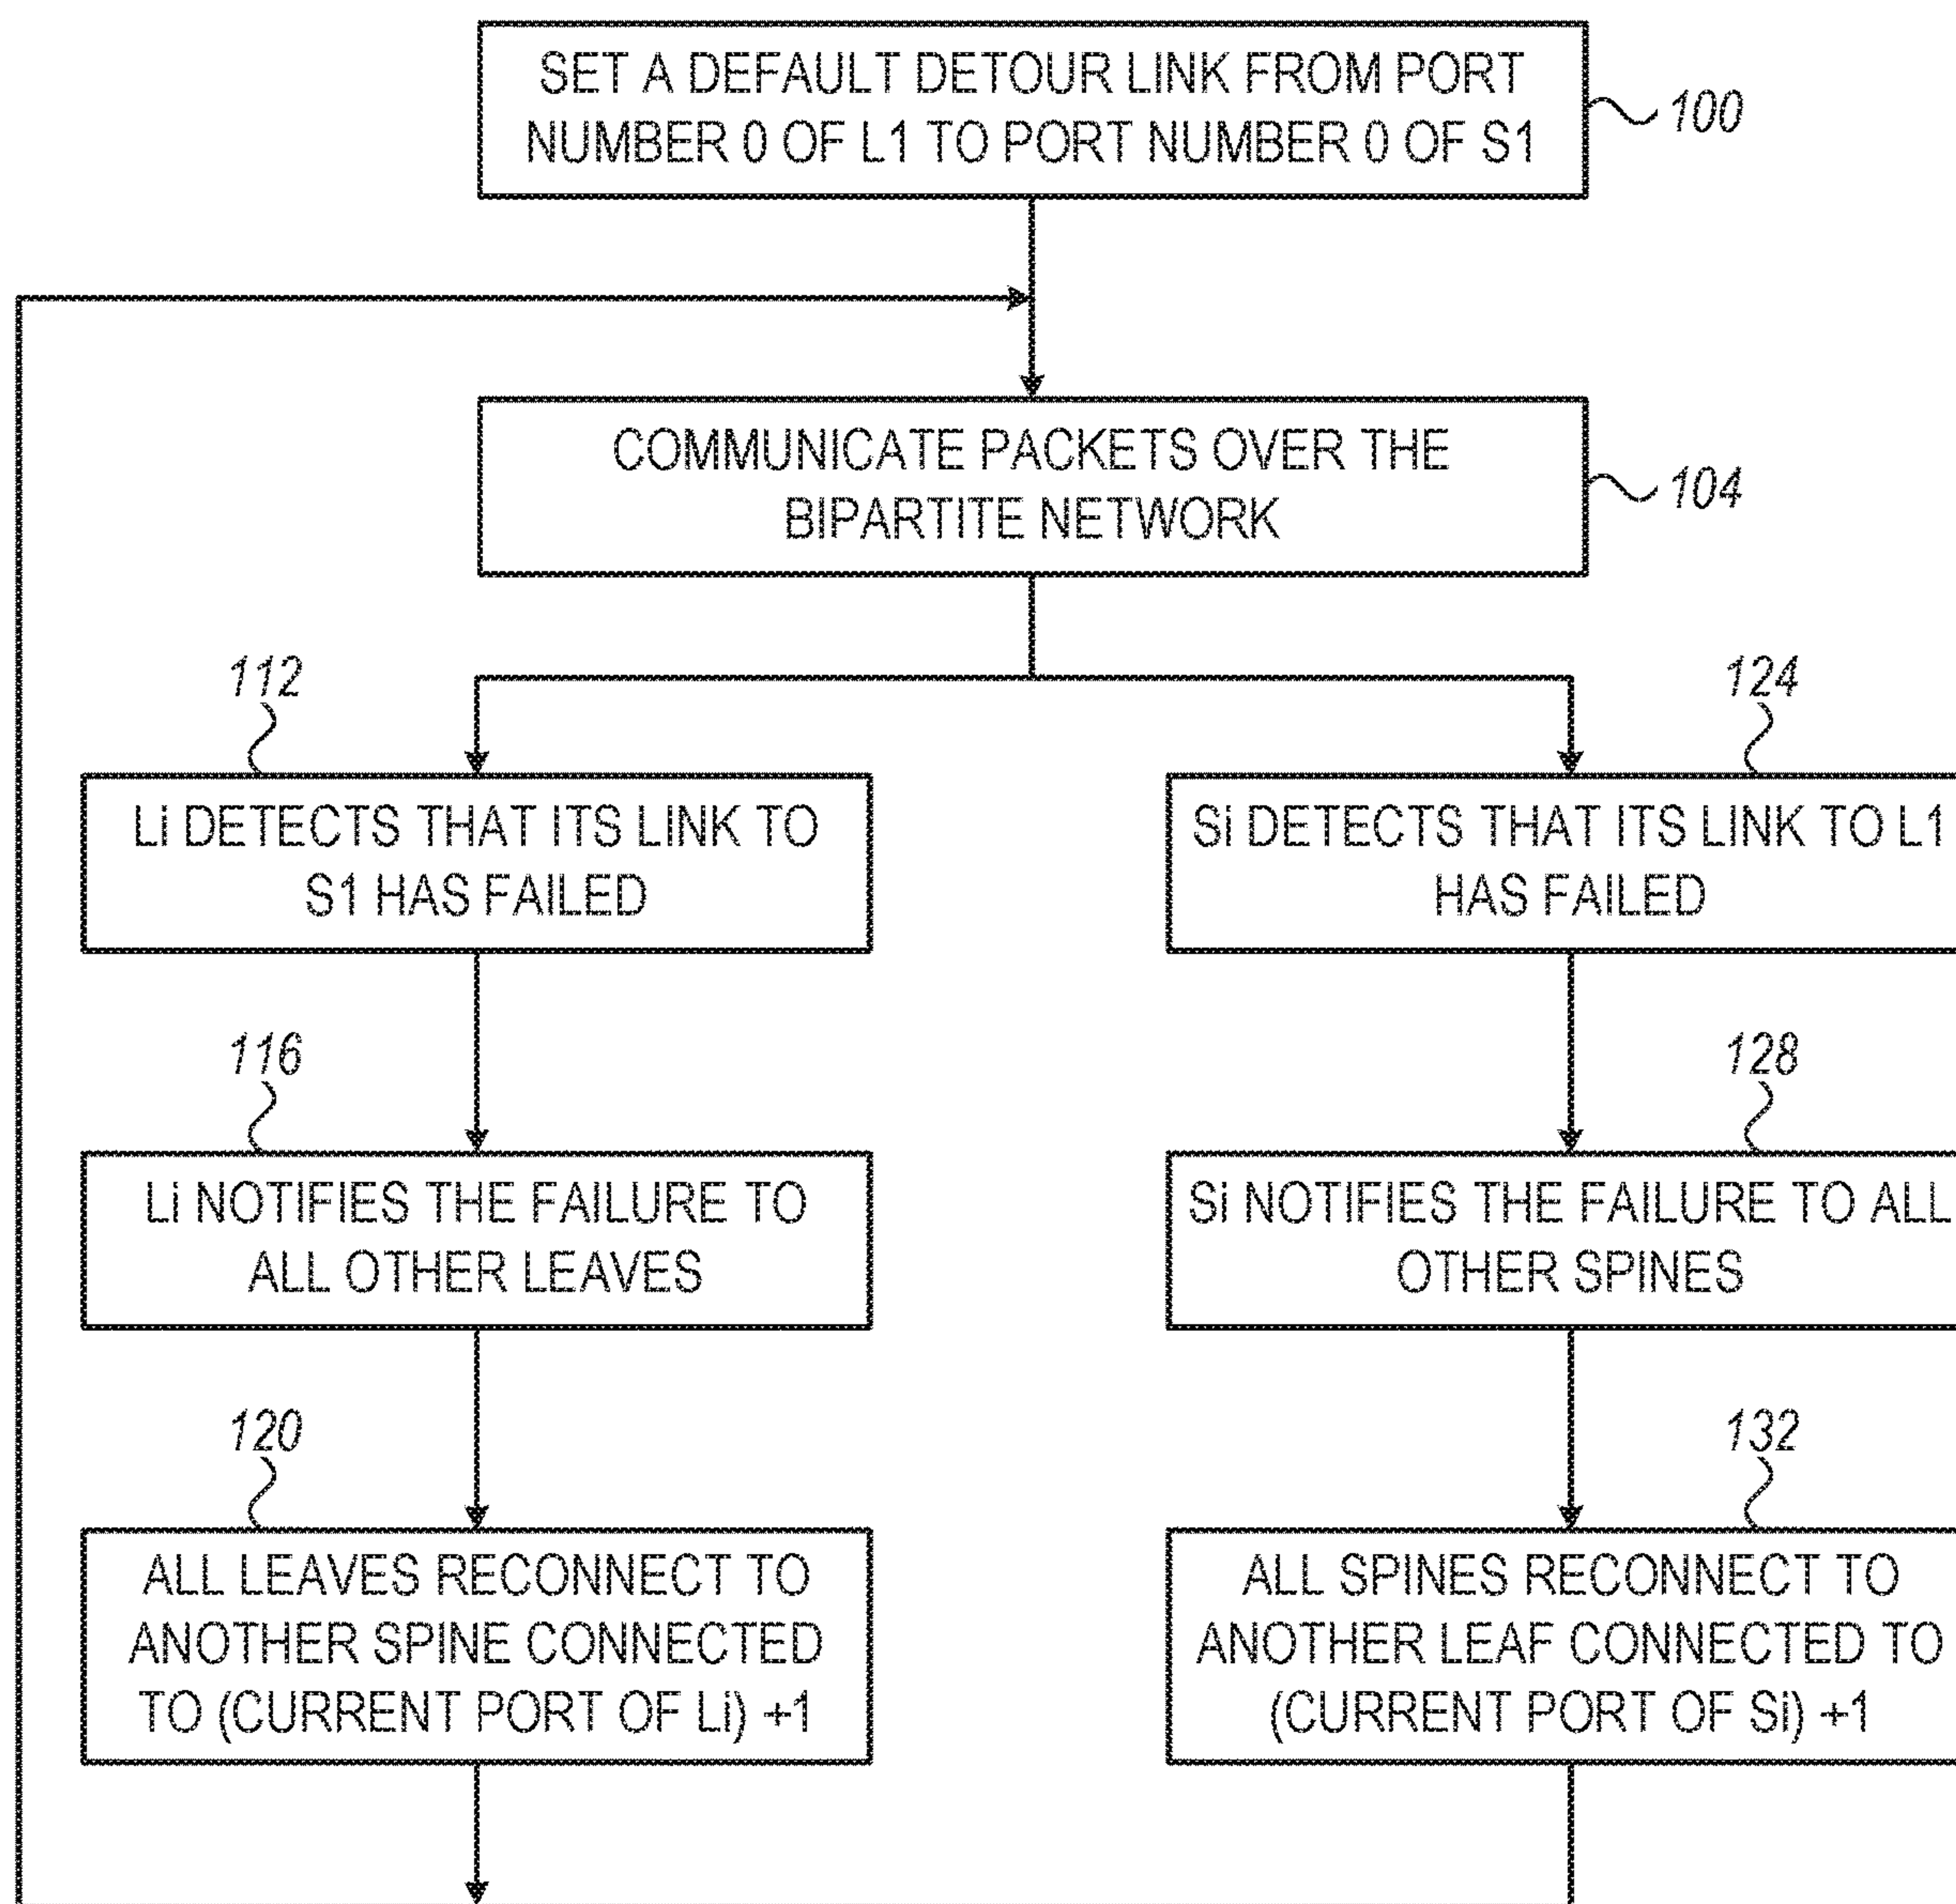 SET A DEFAULT DETOUR LINK FROM PORT
NUMBER 0 OF L1 TO PORT NUMBER 0 OF S1
100
COMMUNICATE PACKETS OVER THE
BIPARTITE NETWORK
104
112
Li DETECTS THAT ITS LINK TO
S1 HAS FAILED
124
Si DETECTS THAT ITS LINK TO L1
HAS FAILED
116
Li NOTIFIES THE FAILURE TO
ALL OTHER LEAVES
128
Si NOTIFIES THE FAILURE TO ALL
OTHER SPINES
120
ALL LEAVES RECONNECT TO
ANOTHER SPINE CONNECTED
TO (CURRENT PORT OF Li) +1
132
ALL SPINES RECONNECT TO
ANOTHER LEAF CONNECTED TO
(CURRENT PORT OF Si) +1